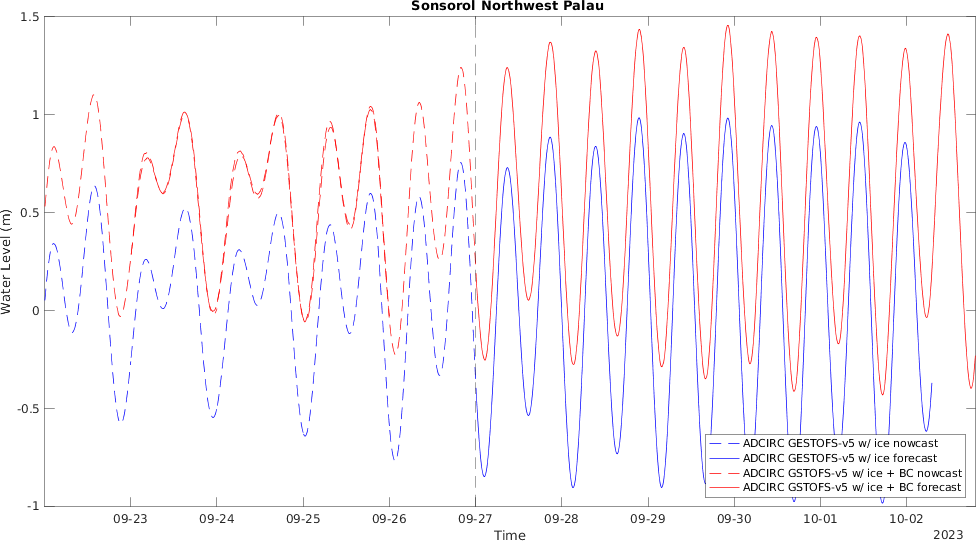 Sonsorol Northwest Palau
1.5
1
0.5
0
-0.5
-1
Water Level (m)
09-23
09-24
09-25
09-26
09-27
09-28
09-29
09-30
10-01
10-02
Time
2023
ADCIRC GESTOFS-v5 w/ ice nowcast
ADCIRC GESTOFS-v5 w/ ice forecast
ADCIRC GSTOFS-v5 w/ ice + BC nowcast
ADCIRC GSTOFS-v5 w/ ice + BC forecast